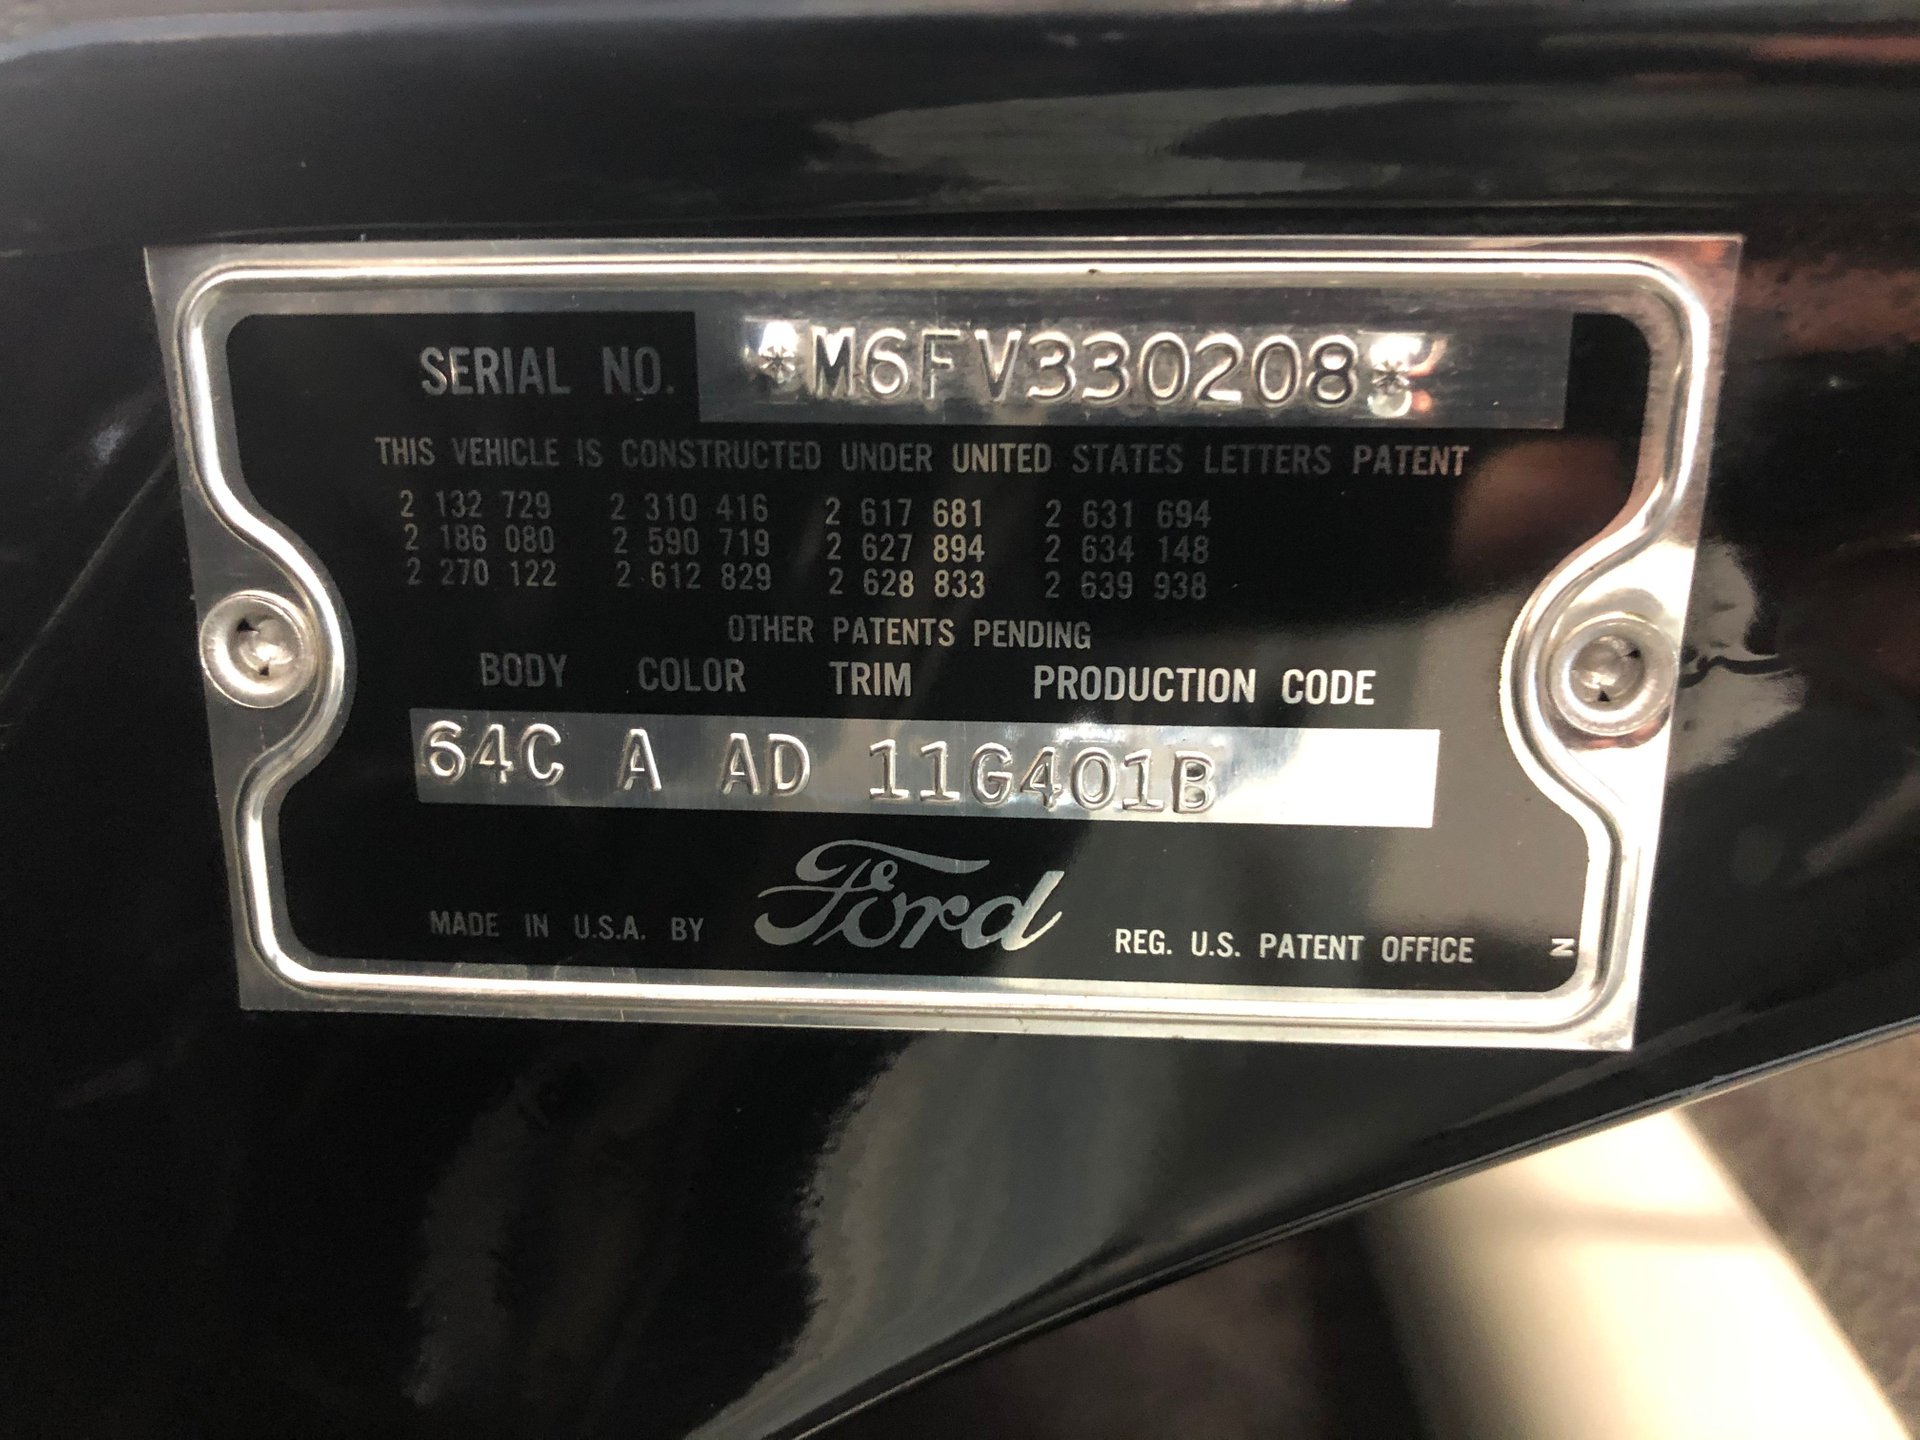 SERIAL NO. *M6FV330208*
THIS VEHICLE IS CONSTRUCTED UNDER UNITED STATES LETTERS PATENT
2 132 729 2 310 416 2 617 681 2 631 694
2 186 080 2 590 719 2 627 894 2 634 148
2 270 122 2 612 829 2 628 833 2 639 938
OTHER PATENTS PENDING
BODY COLOR TRIM PRODUCTION CODE
64C A AD 11G401B
MADE IN U.S.A. BY Ford REG. U.S. PATENT OFFICE N